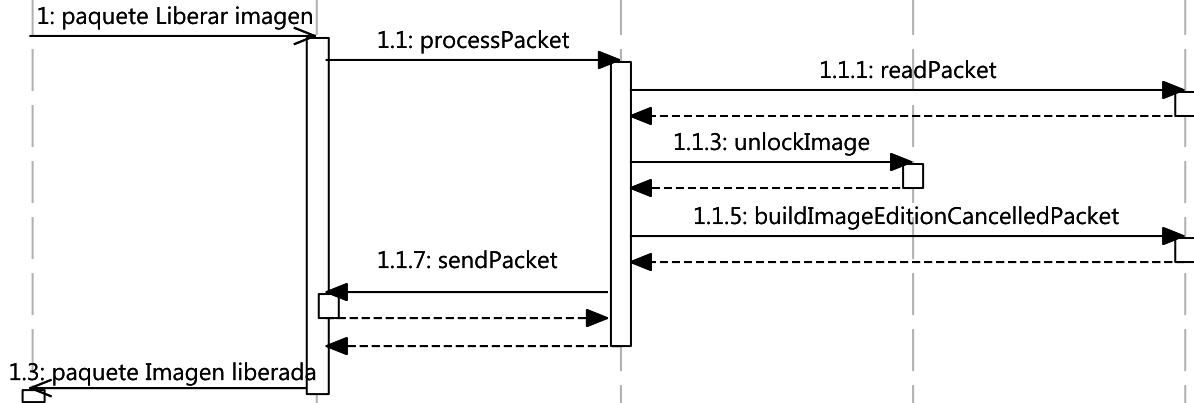 1: paquete Liberar imagen
1.1: processPacket
1.1.1: readPacket
1.1.3: unlockImage
1.1.5: buildImageEditionCancelledPacket
1.1.7: sendPacket
1.3: paquete Imagen liberada